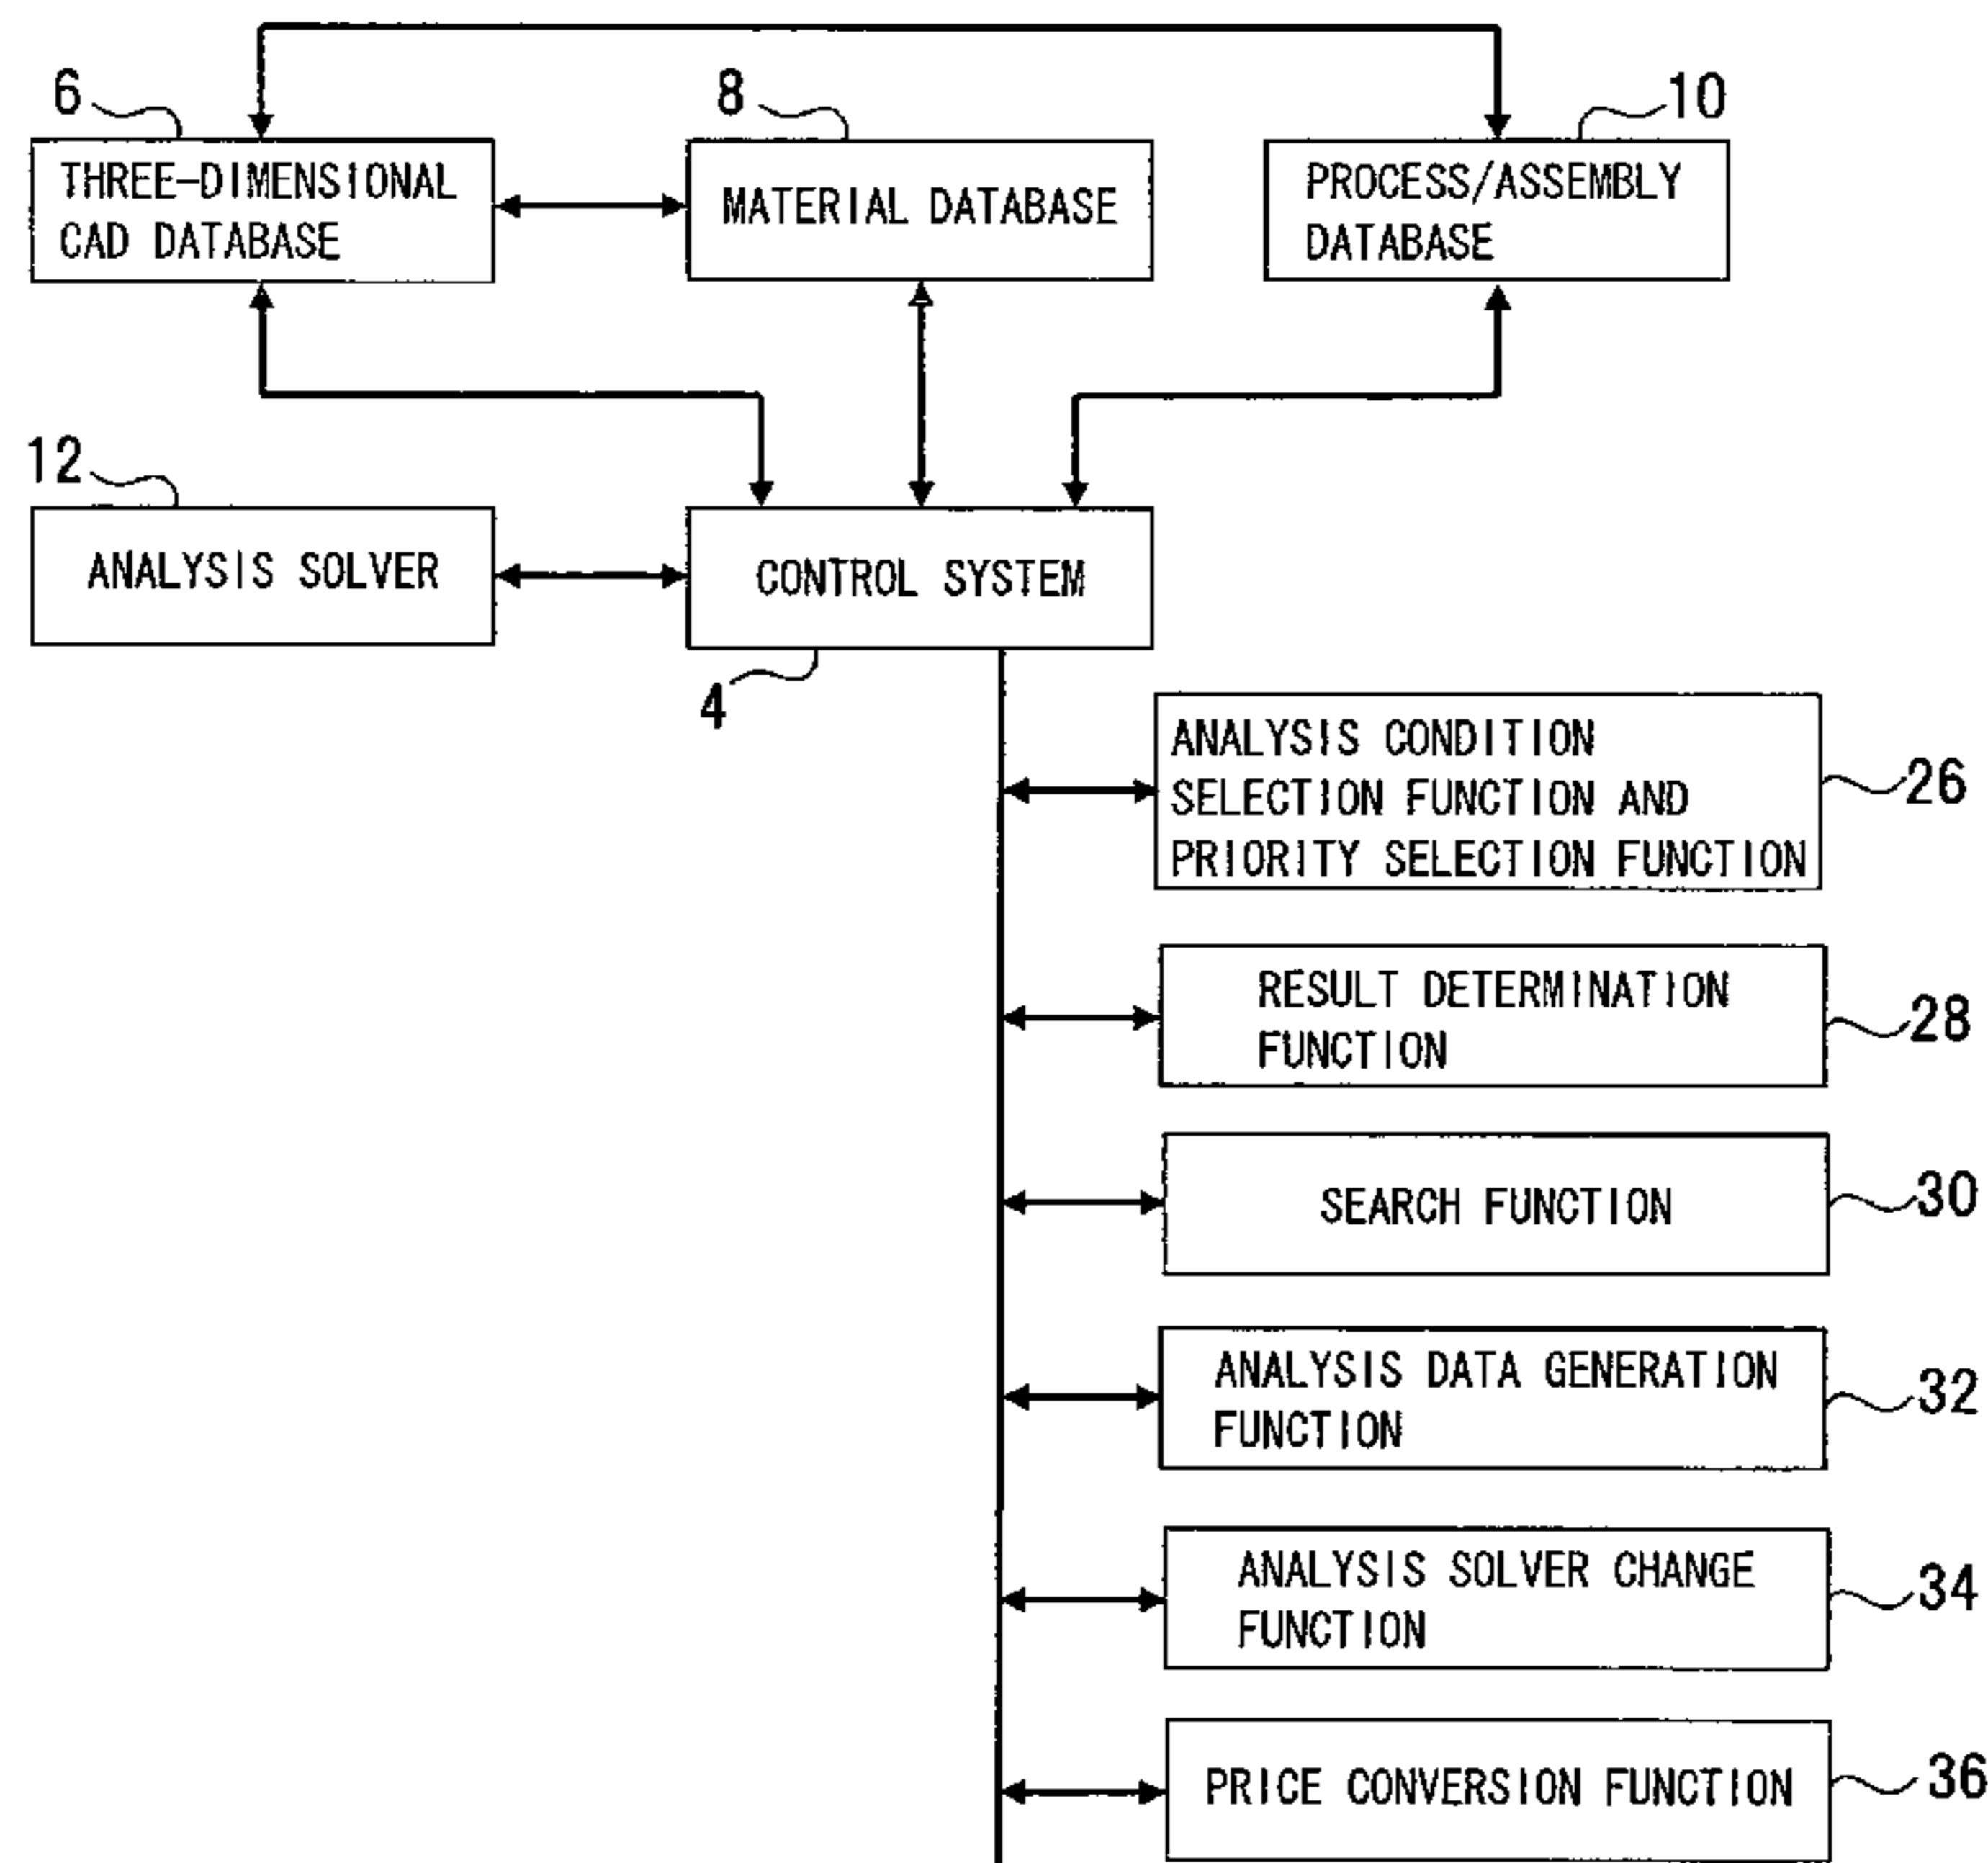 6
8
10
THREE-DIMENSIONAL
CAD DATABASE
MATERIAL DATABASE
PROCESS/ASSEMBLY
DATABASE
12
ANALYSIS SOLVER
CONTROL SYSTEM
4
ANALYSIS CONDITION
SELECTION FUNCTION AND
PRIORITY SELECTION FUNCTION
26
RESULT DETERMINATION
FUNCTION
28
SEARCH FUNCTION
30
ANALYSIS DATA GENERATION
FUNCTION
32
ANALYSIS SOLVER CHANGE
FUNCTION
34
PRICE CONVERSION FUNCTION
36